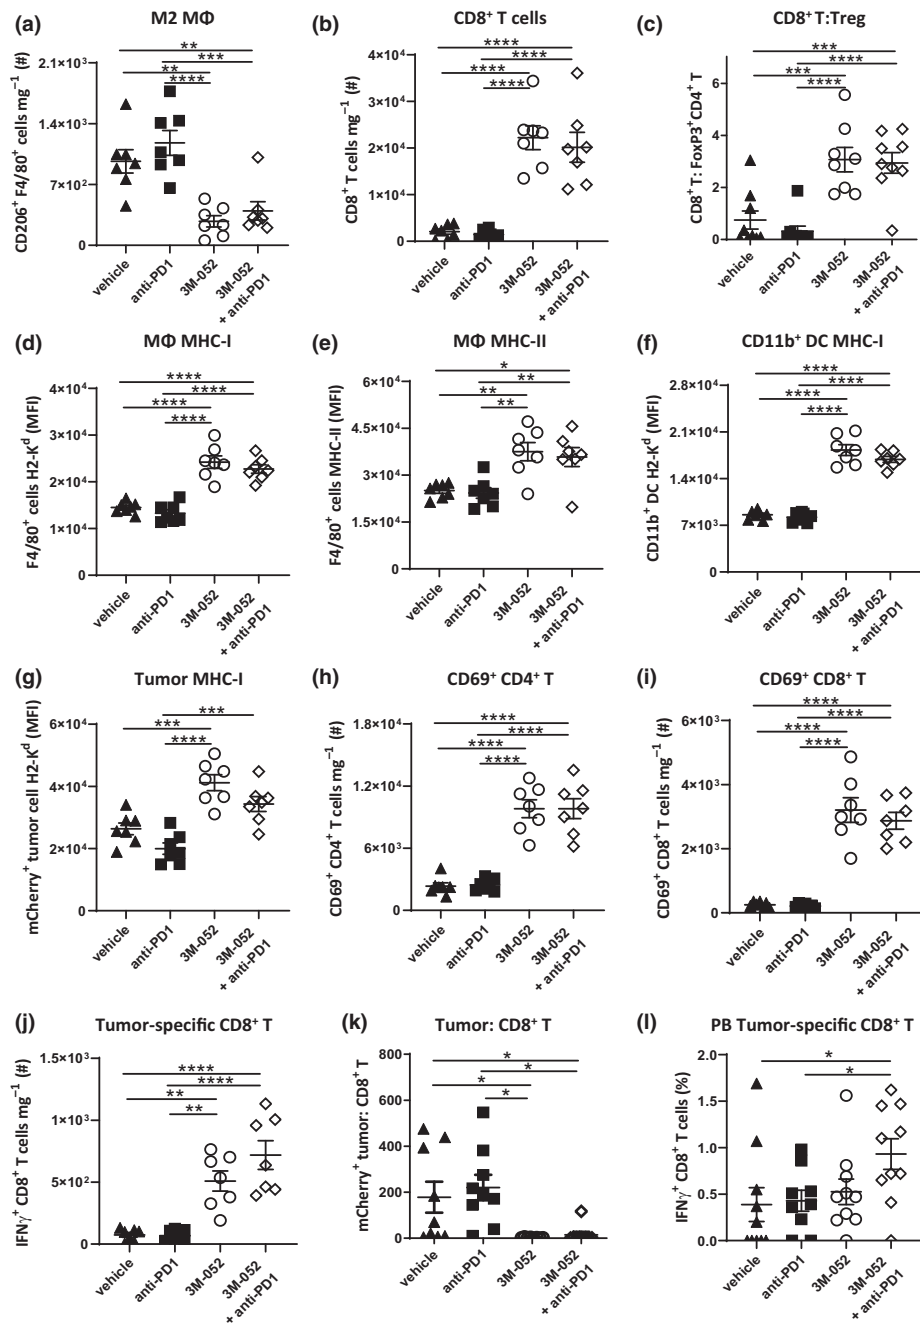 (a)
M2 MΦ
CD206⁺ F4/80⁺ cells mg⁻¹ (#)
2.1×10³
1.4×10³
7×10²
0
**
***
**
****
vehicle
anti-PD1
3M-052
3M-052
+ anti-PD1
(b)
CD8⁺ T cells
CD8⁺ T cells mg⁻¹ (#)
4×10⁴
3×10⁴
2×10⁴
1×10⁴
0
****
****
****
****
vehicle
anti-PD1
3M-052
3M-052
+ anti-PD1
(c)
CD8⁺ T:Treg
CD8⁺ T: FoxP3⁺CD4⁺ T
6
4
2
0
***
****
***
****
vehicle
anti-PD1
3M-052
3M-052
+ anti-PD1
(d)
MΦ MHC-I
F4/80⁺ cells H2-Kᵈ (MFI)
4×10⁴
3×10⁴
2×10⁴
1×10⁴
0
****
****
****
****
vehicle
anti-PD1
3M-052
3M-052
+ anti-PD1
(e)
MΦ MHC-II
F4/80⁺ cells MHC-II (MFI)
6×10⁴
4.5×10⁴
3×10⁴
1.5×10⁴
0
*
**
**
**
vehicle
anti-PD1
3M-052
3M-052
+ anti-PD1
(f)
CD11b⁺ DC MHC-I
CD11b⁺ DC H2-Kᵈ (MFI)
2.8×10⁴
2.1×10⁴
1.4×10⁴
7×10³
0
****
****
****
****
vehicle
anti-PD1
3M-052
3M-052
+ anti-PD1
(g)
Tumor MHC-I
mCherry⁺ tumor cell H2-Kᵈ (MFI)
6×10⁴
4×10⁴
2×10⁴
0
***
***
****
vehicle
anti-PD1
3M-052
3M-052
+ anti-PD1
(h)
CD69⁺ CD4⁺ T
CD69⁺ CD4⁺ T cells mg⁻¹ (#)
1.8×10⁴
1.2×10⁴
6×10³
0
****
****
****
****
vehicle
anti-PD1
3M-052
3M-052
+ anti-PD1
(i)
CD69⁺ CD8⁺ T
CD69⁺ CD8⁺ T cells mg⁻¹ (#)
6×10³
4×10³
2×10³
0
****
****
****
****
vehicle
anti-PD1
3M-052
3M-052
+ anti-PD1
(j)
Tumor-specific CD8⁺ T
IFNγ⁺ CD8⁺ T cells mg⁻¹ (#)
1.5×10³
1×10³
5×10²
0
****
****
**
**
vehicle
anti-PD1
3M-052
3M-052
+ anti-PD1
(k)
Tumor: CD8⁺ T
mCherry⁺ tumor: CD8⁺ T
800
600
400
200
0
*
*
*
*
vehicle
anti-PD1
3M-052
3M-052
+ anti-PD1
(l)
PB Tumor-specific CD8⁺ T
IFNγ⁺ CD8⁺ T cells (%)
2.0
1.5
1.0
0.5
0.0
*
*
vehicle
anti-PD1
3M-052
3M-052
+ anti-PD1